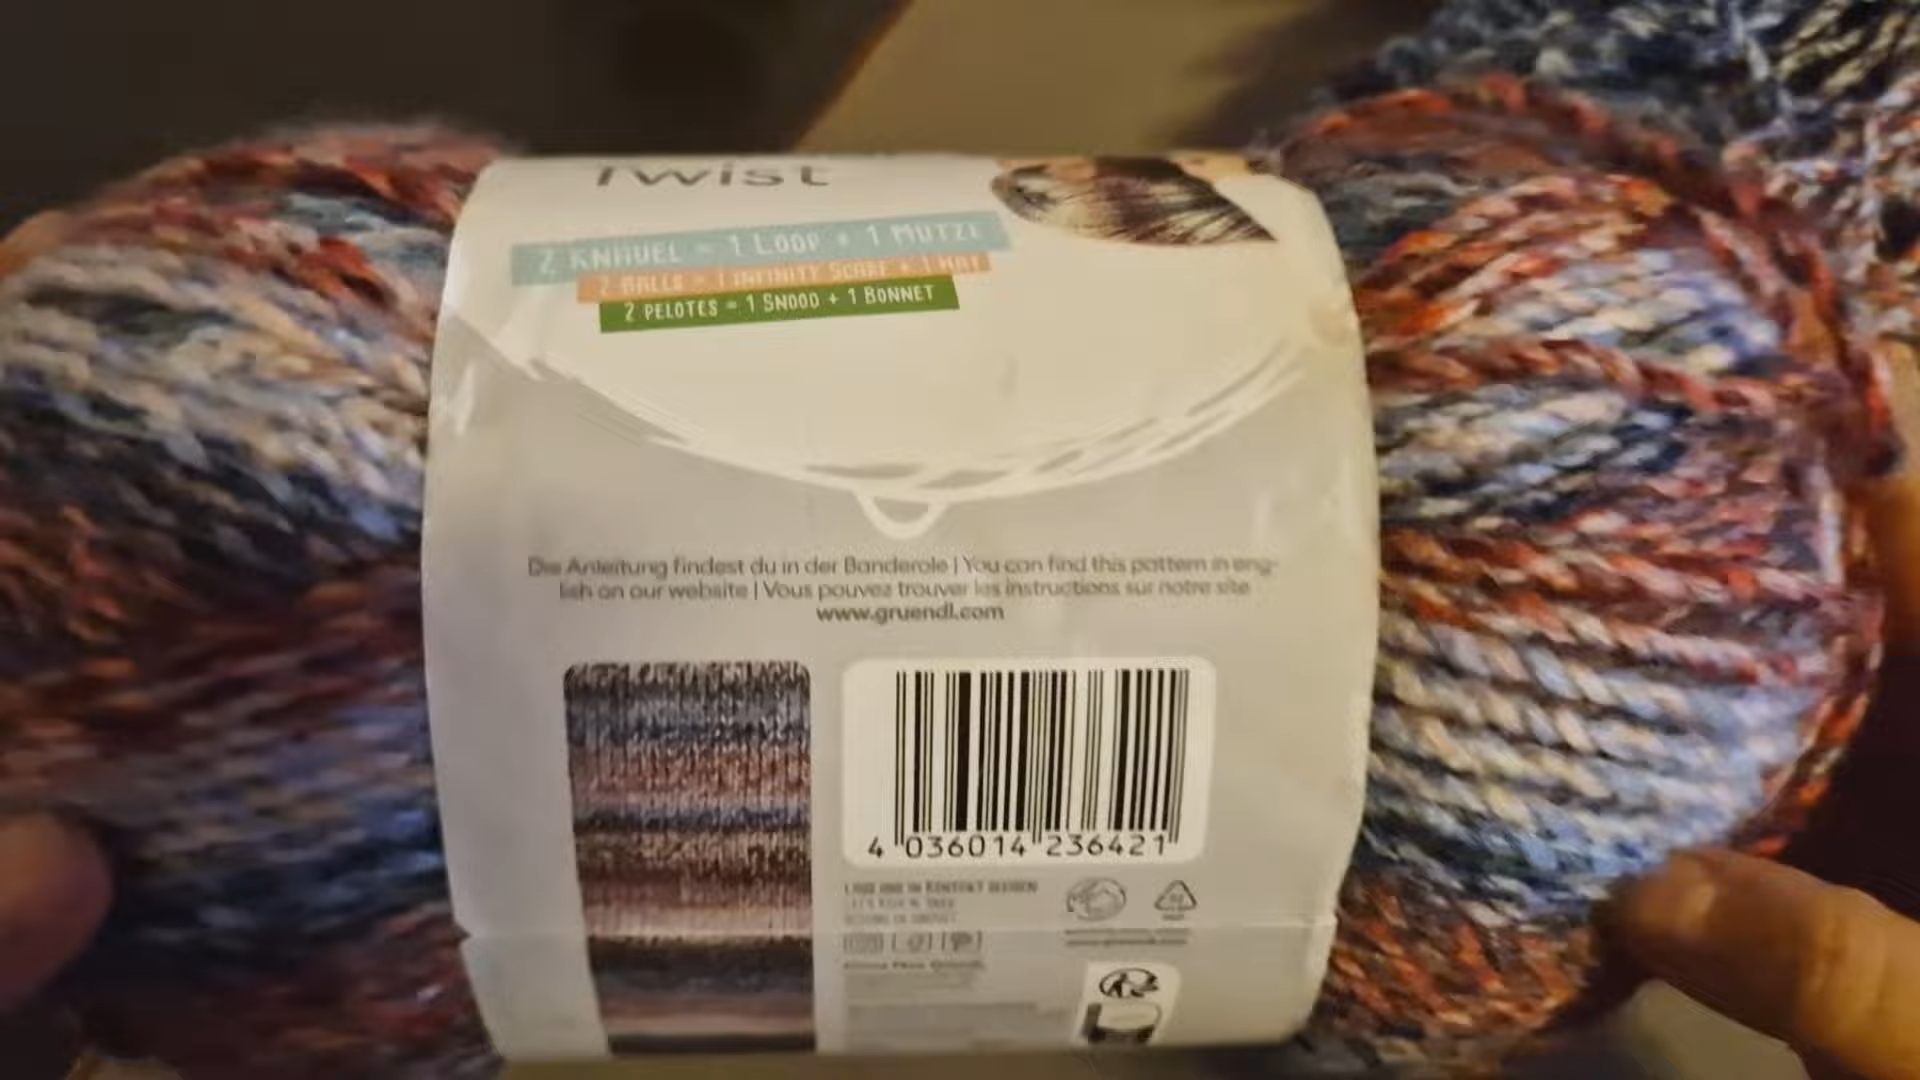 Twist
2 KNÄUEL = 1 LOOP + 1 MÜTZE
2 BALLS = 1 INFINITY SCARF + 1 HAT
2 PELOTES = 1 SNOOD + 1 BONNET
Die Anleitung findest du in der Banderole | You can find this pattern in eng-
lish on our website | Vous pouvez trouver les instructions sur notre site
www.gruendl.com
4 036014 236421